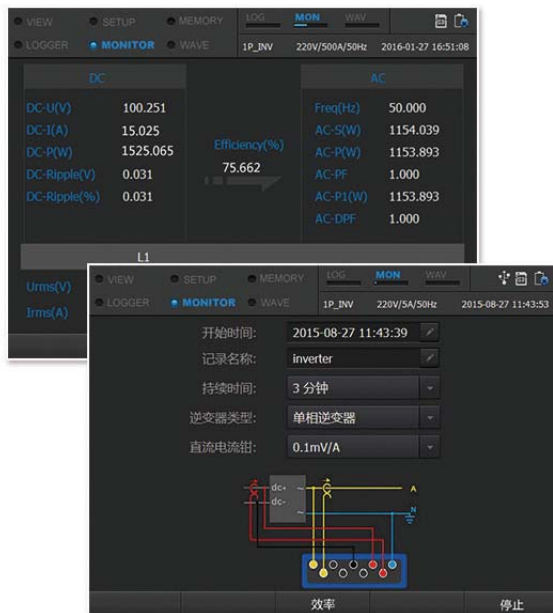 VIEW SETUP MEMORY LOG MON WAV
LOGGER MONITOR WAVE 1P_INV 220V/500A/50Hz 2016-01-27 16:51:08
DC AC
DC-U(V) 100.251 Freq(Hz) 50.000
DC-I(A) 15.025 AC-S(W) 1154.039
DC-P(W) 1525.065 Efficiency(%) AC-P(W) 1153.893
DC-Ripple(V) 0.031 75.662 AC-PF 1.000
DC-Ripple(%) 0.031 AC-P1(W) 1153.893
AC-DPF 1.000
L1
Urms(V)
Irms(A)
VIEW SETUP MEMORY LOG MON WAV
LOGGER MONITOR WAVE 1P_INV 220V/5A/50Hz 2015-08-27 11:43:53
开始时间: 2015-08-27 11:43:39
记录名称: inverter
持续时间: 3 分钟
逆变器类型: 单相逆变器
直流电流钳: 0.1mV/A
dc+ ~ A
dc-
~ N
效率 停止